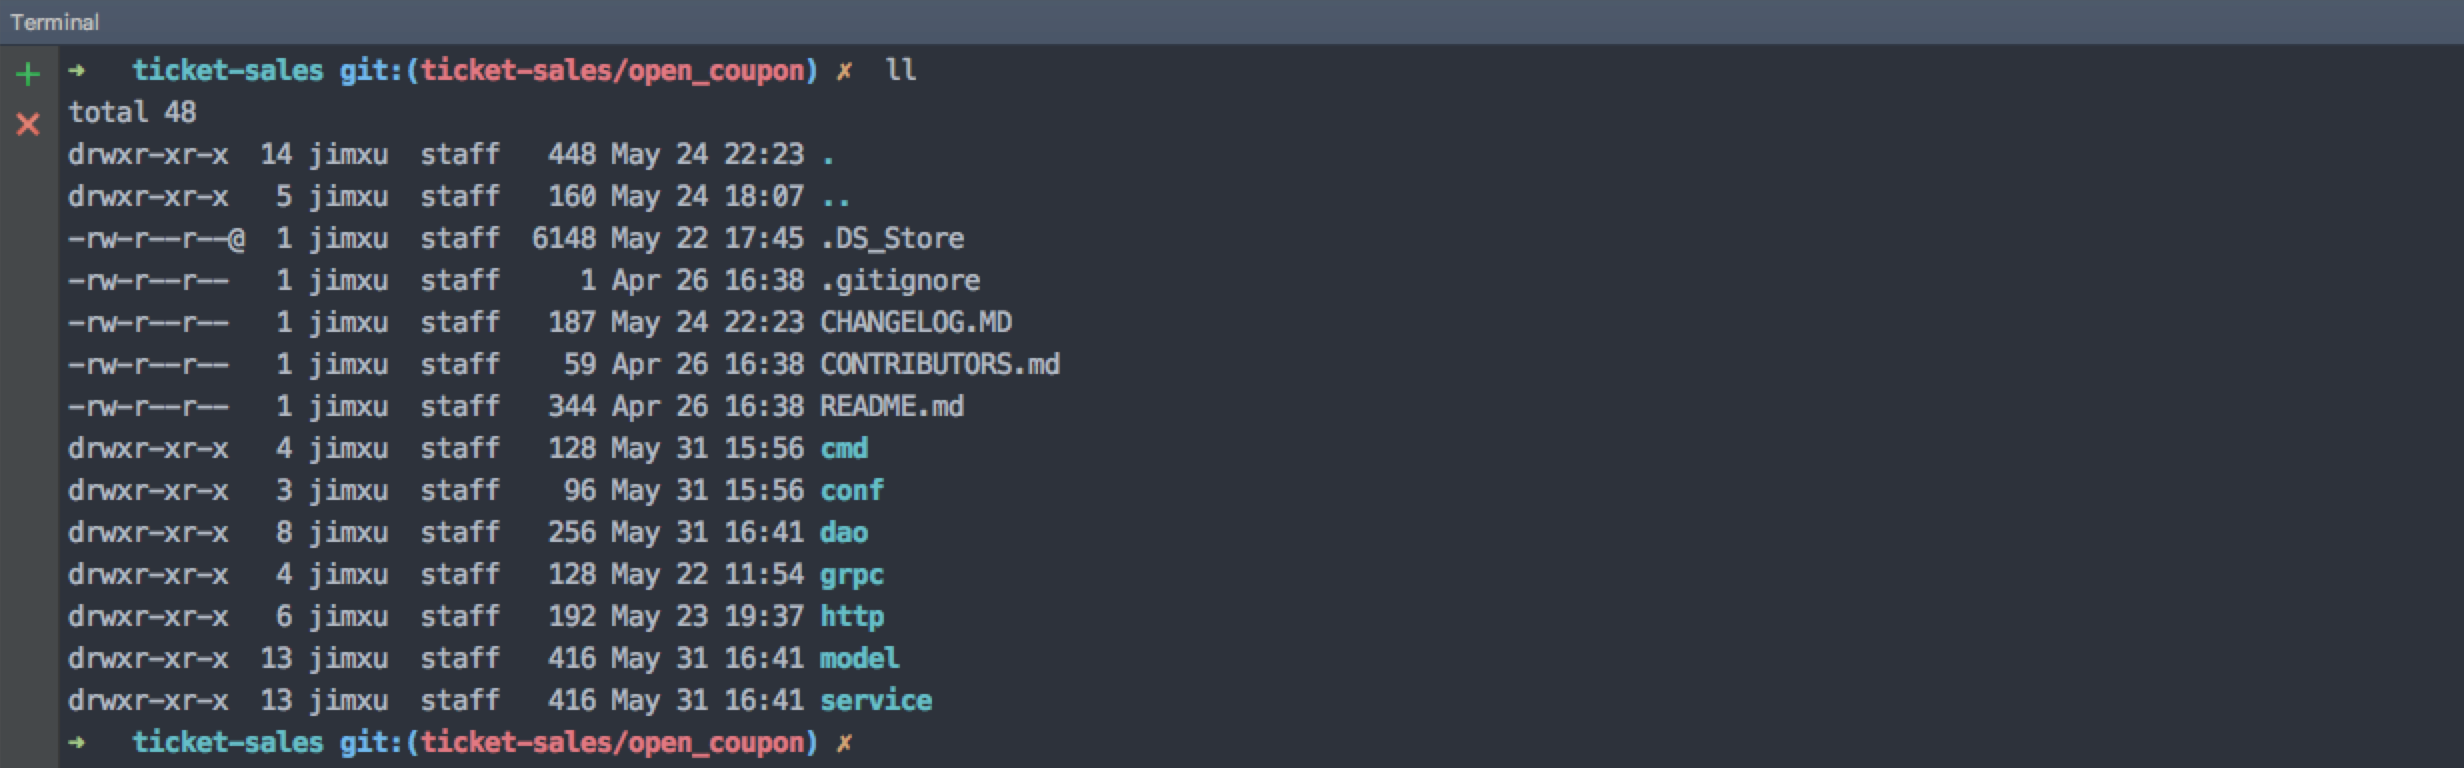 Terminal
➜  ticket-sales git:(ticket-sales/open_coupon) ✗  ll
total 48
drwxr-xr-x  14 jimxu  staff   448 May 24 22:23 .
drwxr-xr-x   5 jimxu  staff   160 May 24 18:07 ..
-rw-r--r--@  1 jimxu  staff  6148 May 22 17:45 .DS_Store
-rw-r--r--   1 jimxu  staff     1 Apr 26 16:38 .gitignore
-rw-r--r--   1 jimxu  staff   187 May 24 22:23 CHANGELOG.MD
-rw-r--r--   1 jimxu  staff    59 Apr 26 16:38 CONTRIBUTORS.md
-rw-r--r--   1 jimxu  staff   344 Apr 26 16:38 README.md
drwxr-xr-x   4 jimxu  staff   128 May 31 15:56 cmd
drwxr-xr-x   3 jimxu  staff    96 May 31 15:56 conf
drwxr-xr-x   8 jimxu  staff   256 May 31 16:41 dao
drwxr-xr-x   4 jimxu  staff   128 May 22 11:54 grpc
drwxr-xr-x   6 jimxu  staff   192 May 23 19:37 http
drwxr-xr-x  13 jimxu  staff   416 May 31 16:41 model
drwxr-xr-x  13 jimxu  staff   416 May 31 16:41 service
➜  ticket-sales git:(ticket-sales/open_coupon) ✗